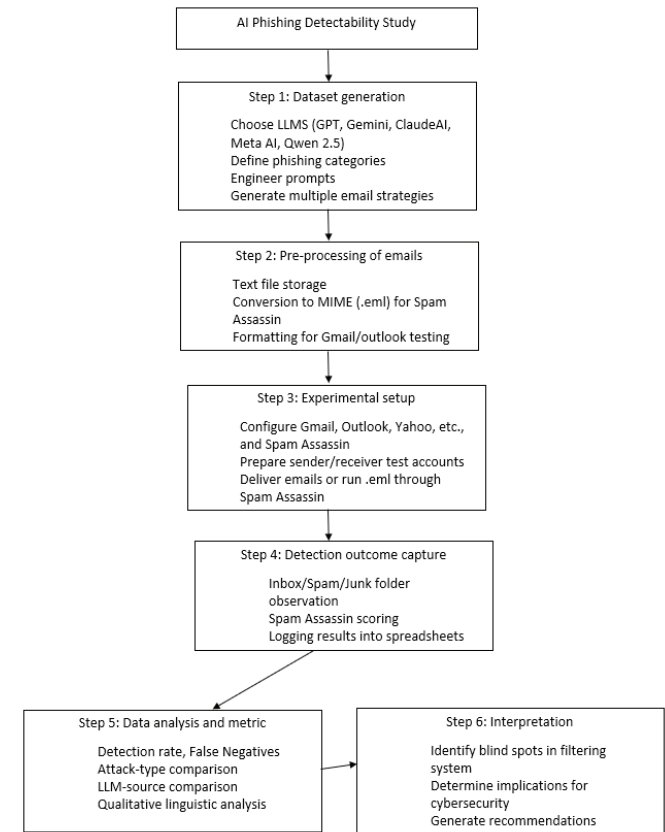 AI Phishing Detectability Study
Step 1: Dataset generation
Choose LLMS (GPT, Gemini, ClaudeAI,
Meta AI, Qwen 2.5)
Define phishing categories
Engineer prompts
Generate multiple email strategies
Step 2: Pre-processing of emails
Text file storage
Conversion to MIME (.eml) for Spam
Assassin
Formatting for Gmail/outlook testing
Step 3: Experimental setup
Configure Gmail, Outlook, Yahoo, etc.,
and Spam Assassin
Prepare sender/receiver test accounts
Deliver emails or run .eml through
Spam Assassin
Step 4: Detection outcome capture
Inbox/Spam/Junk folder
observation
Spam Assassin scoring
Logging results into spreadsheets
Step 5: Data analysis and metric
Detection rate, False Negatives
Attack-type comparison
LLM-source comparison
Qualitative linguistic analysis
Step 6: Interpretation
Identify blind spots in filtering
system
Determine implications for
cybersecurity
Generate recommendations